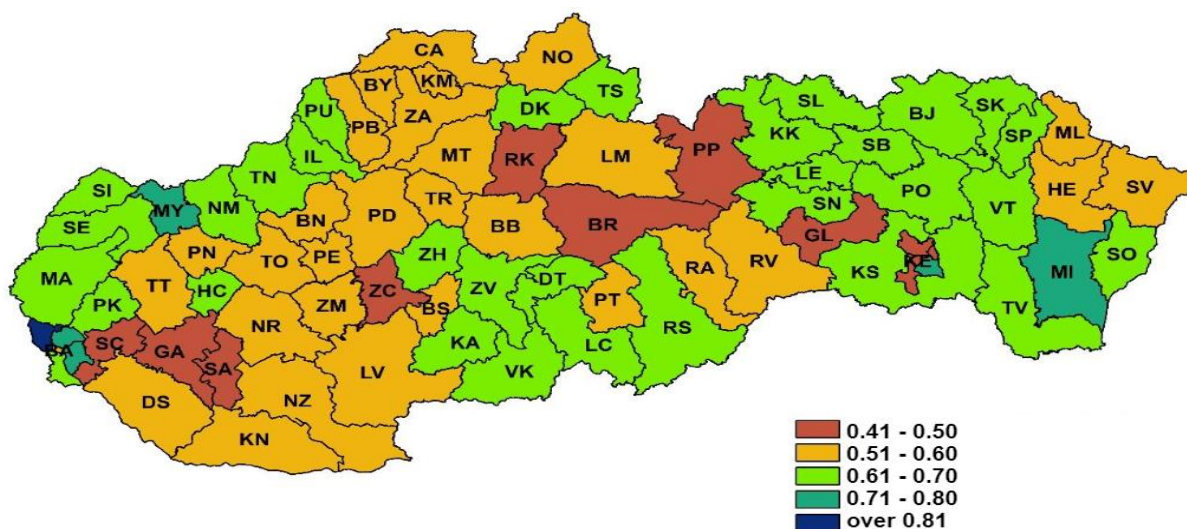 CA
NO
BY
KM
TS
PU
PB
ZA
DK
SL
BJ
SK
KK
ML
IL
MT
RK
LM
PP
SB
SP
TN
LE
SI
MY
NM
TR
PO
HE
SV
SE
BN
PD
BB
BR
SN
VT
PN
GL
MA
TO
PE
ZH
RA
RV
KE
SO
TT
HC
ZC
DT
KS
MI
PK
ZM
BS
ZV
PT
TV
NR
RS
BA
SC
GA
SA
KA
LC
LV
VK
DS
NZ
KN
0.41 - 0.50
0.51 - 0.60
0.61 - 0.70
0.71 - 0.80
over 0.81